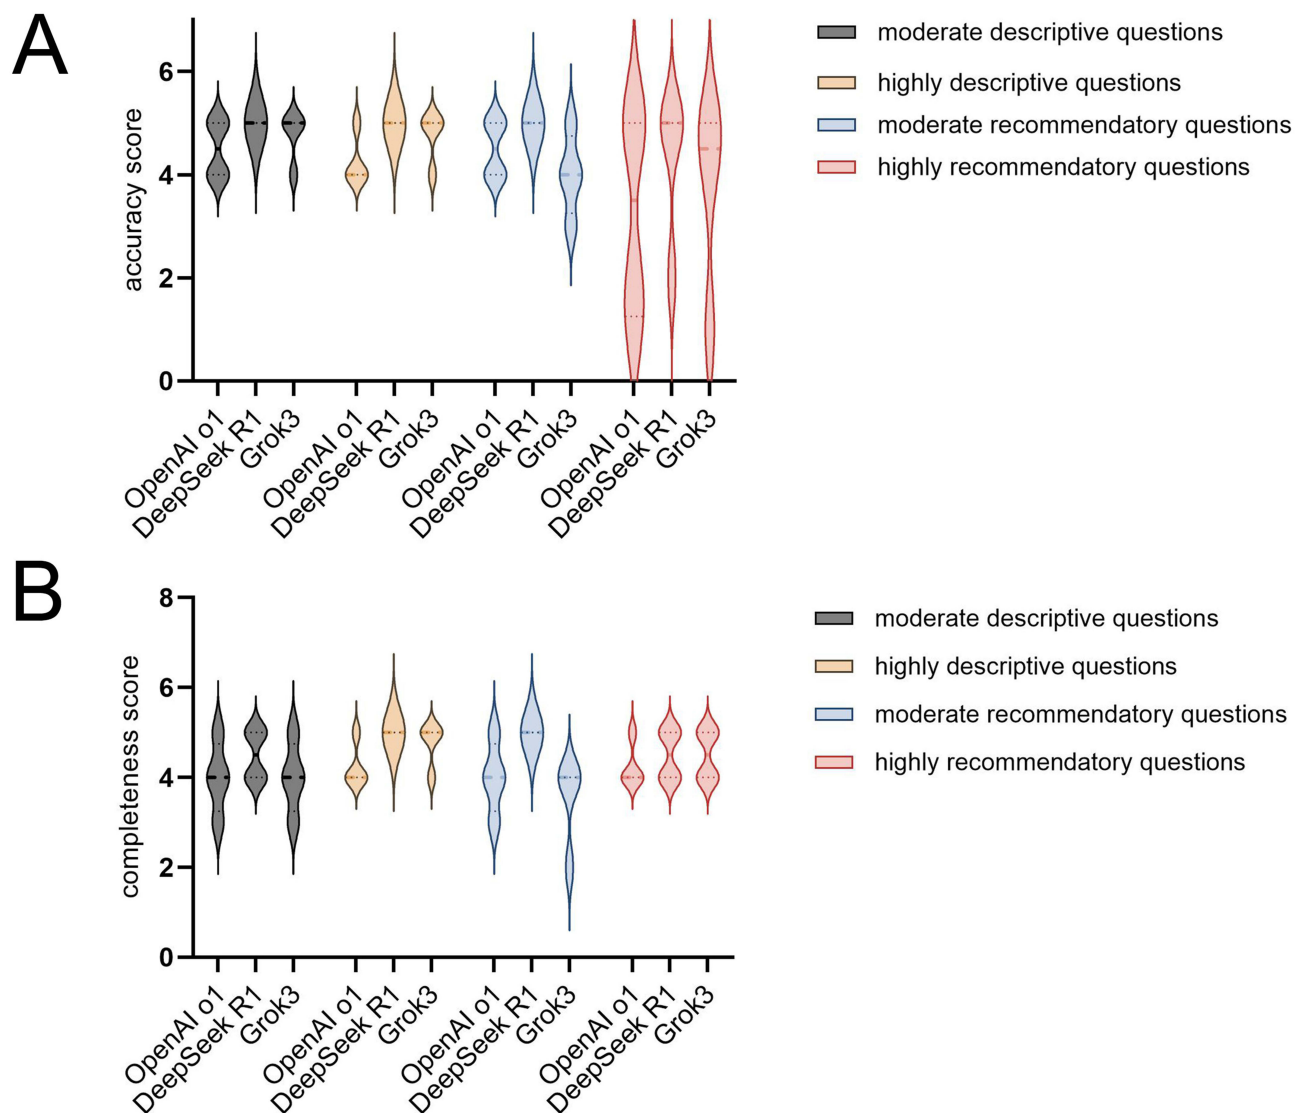 A
accuracy score
6
4
2
0
OpenAI o1
DeepSeek R1
Grok3
OpenAI o1
DeepSeek R1
Grok3
OpenAI o1
DeepSeek R1
Grok3
OpenAI o1
DeepSeek R1
Grok3
moderate descriptive questions
highly descriptive questions
moderate recommendatory questions
highly recommendatory questions
B
completeness score
8
6
4
2
0
OpenAI o1
DeepSeek R1
Grok3
OpenAI o1
DeepSeek R1
Grok3
OpenAI o1
DeepSeek R1
Grok3
OpenAI o1
DeepSeek R1
Grok3
moderate descriptive questions
highly descriptive questions
moderate recommendatory questions
highly recommendatory questions